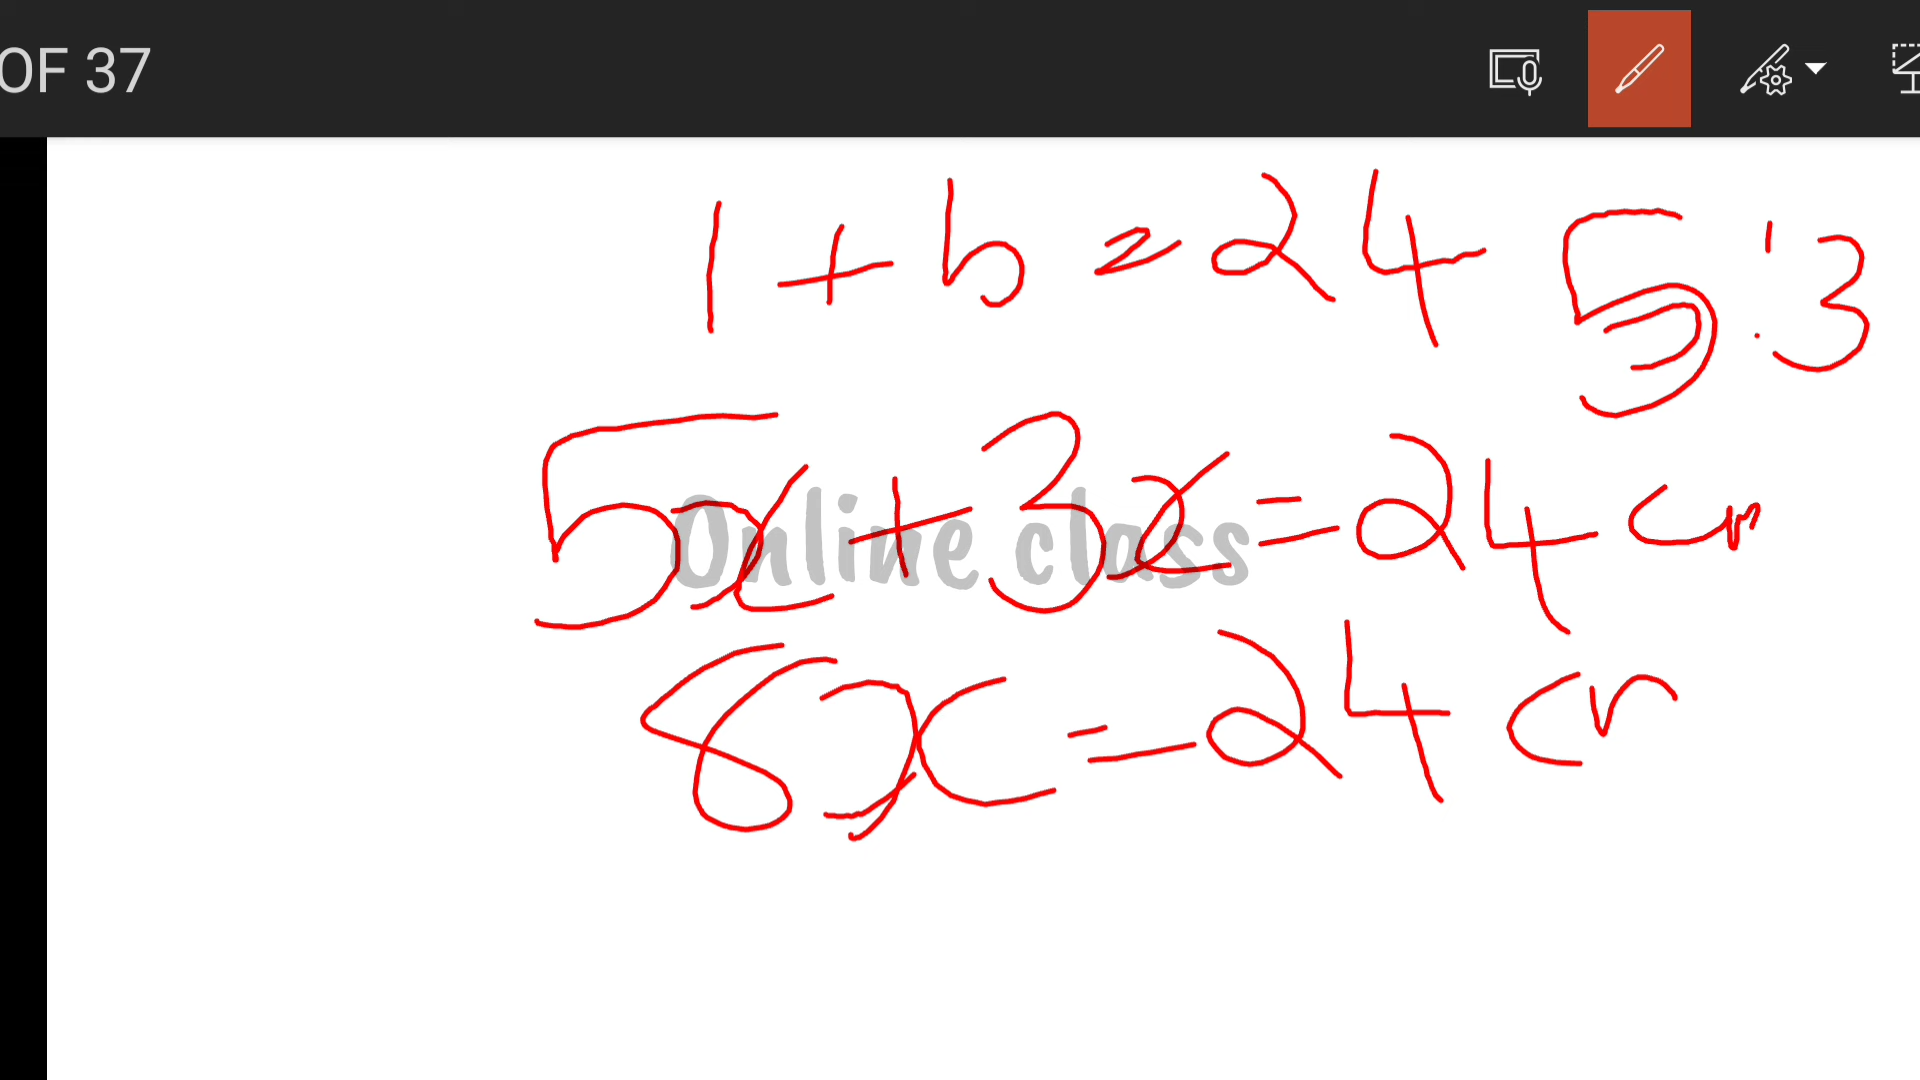 OF 37
l + b = 24 5:3
5x + 3x = 24 cm
Online class
8x = 24 cm